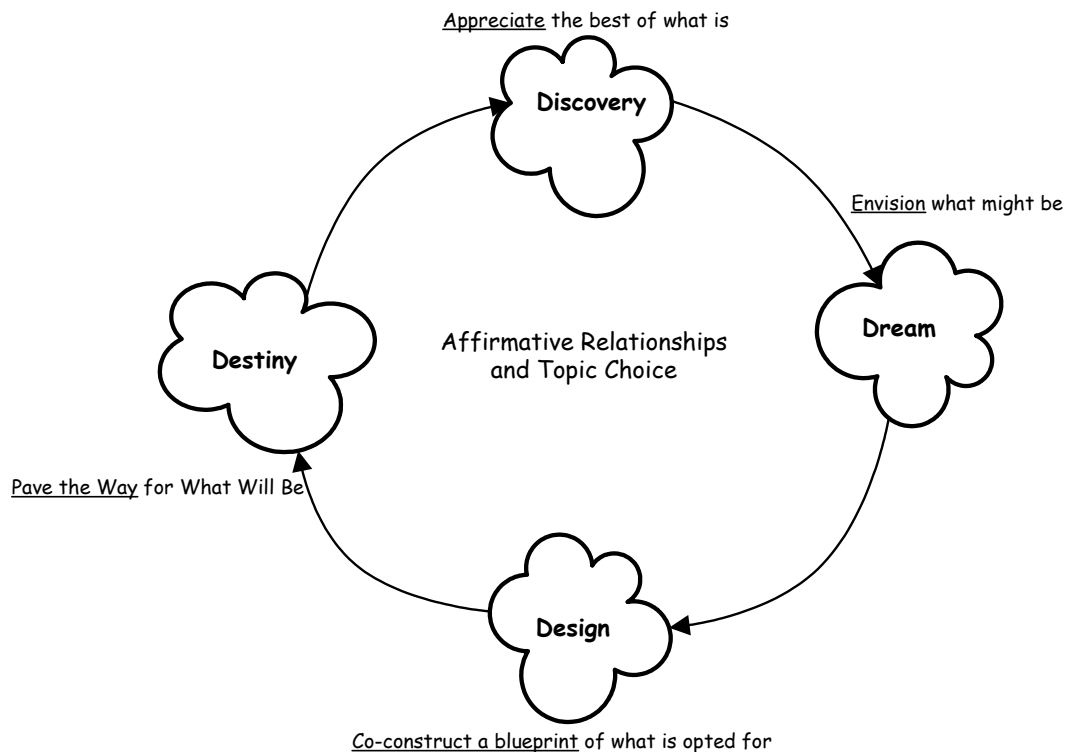 Appreciate the best of what is
Discovery
Envision what might be
Dream
Affirmative Relationships
and Topic Choice
Destiny
Pave the Way for What Will Be
Design
Co-construct a blueprint of what is opted for